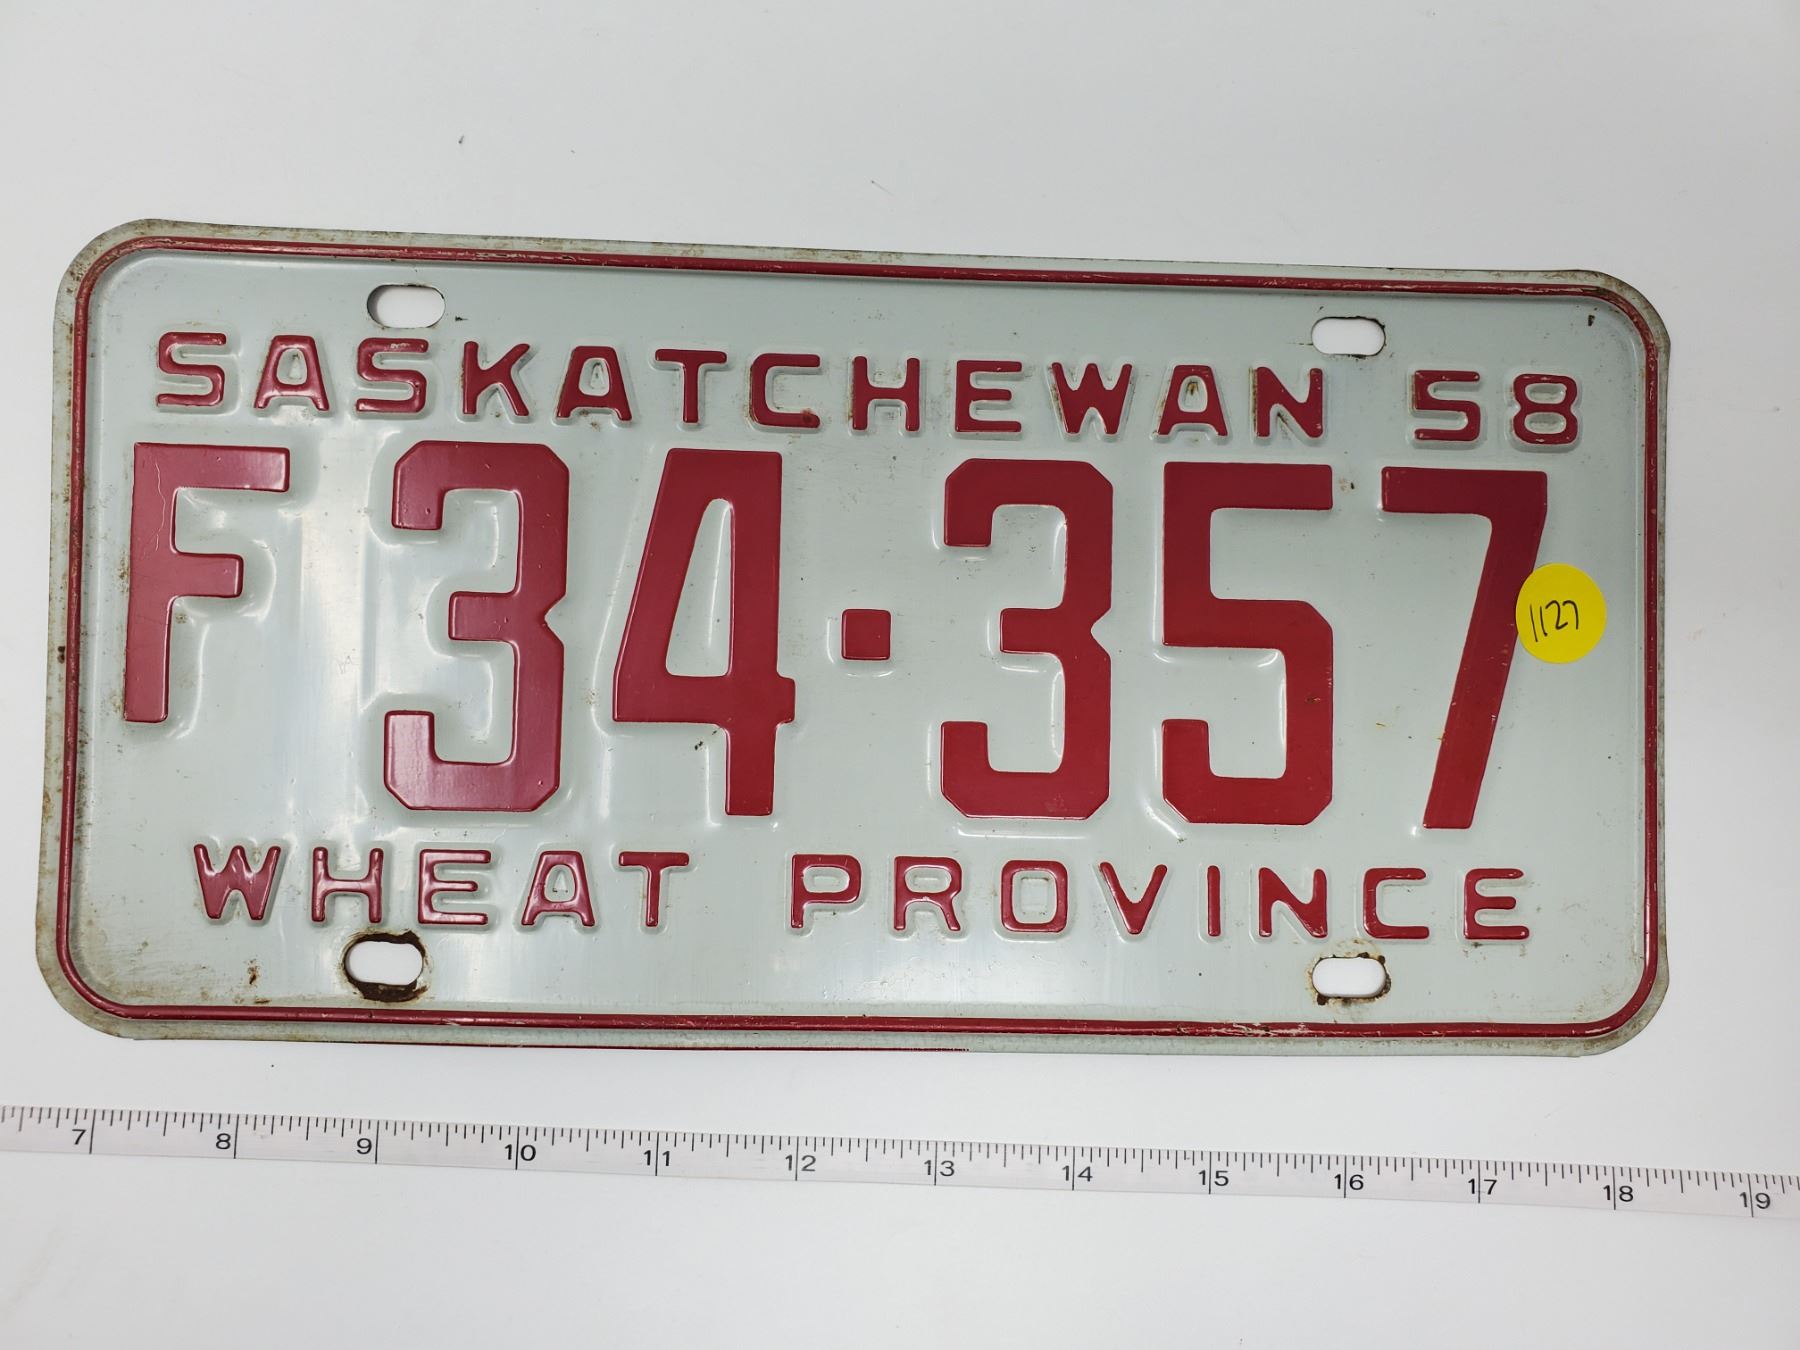 SASKATCHEWAN 58
F34·357
1127
WHEAT PROVINCE
7 8 9 10 11 12 13 14 15 16 17 18 19